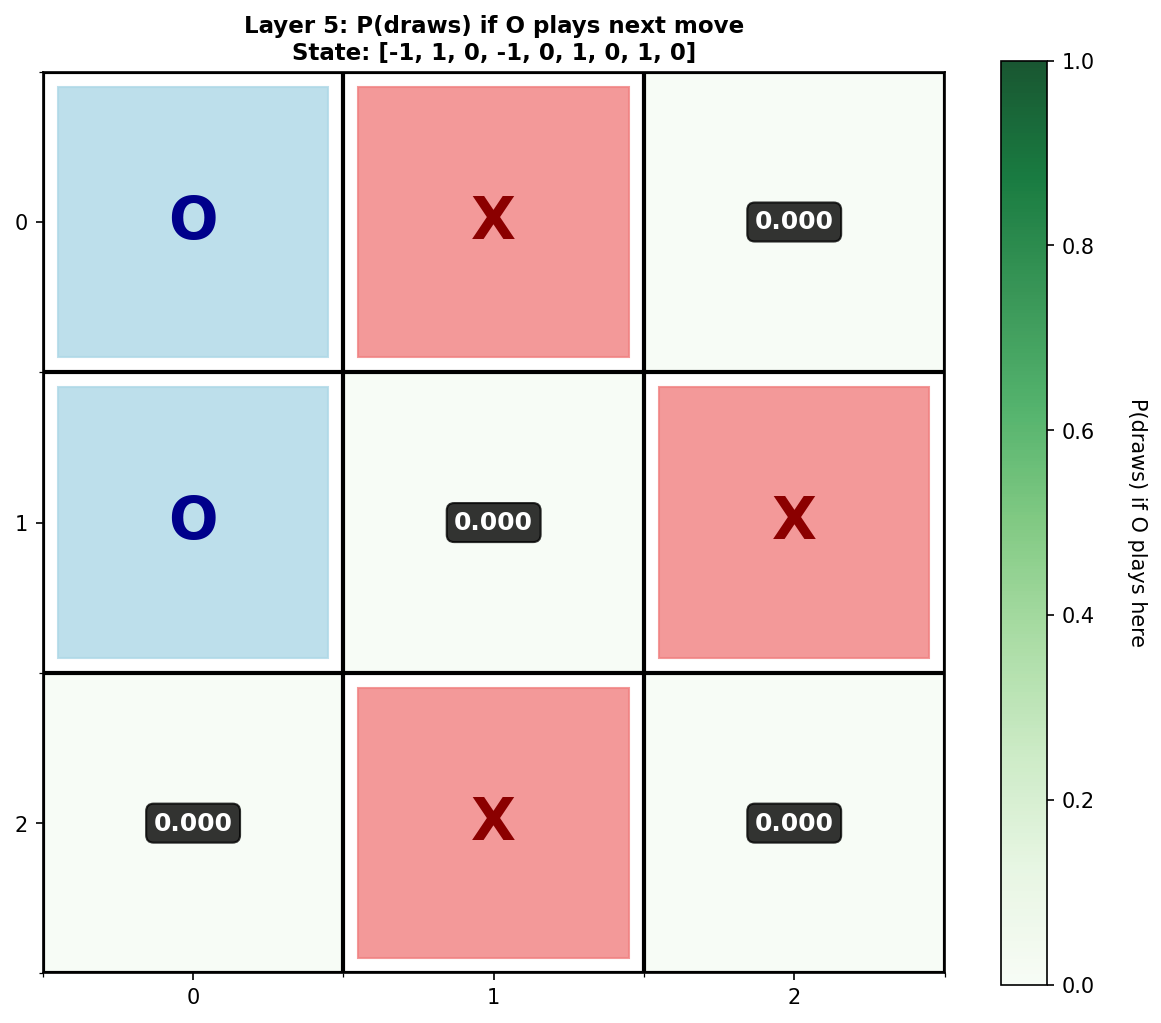 Layer 5: P(draws) if O plays next move
State: [-1, 1, 0, -1, 0, 1, 0, 1, 0]
0
O
X
0.000
1
O
0.000
X
2
0.000
X
0.000
0
1
2
1.0
0.8
0.6
0.4
0.2
0.0
P(draws) if O plays here